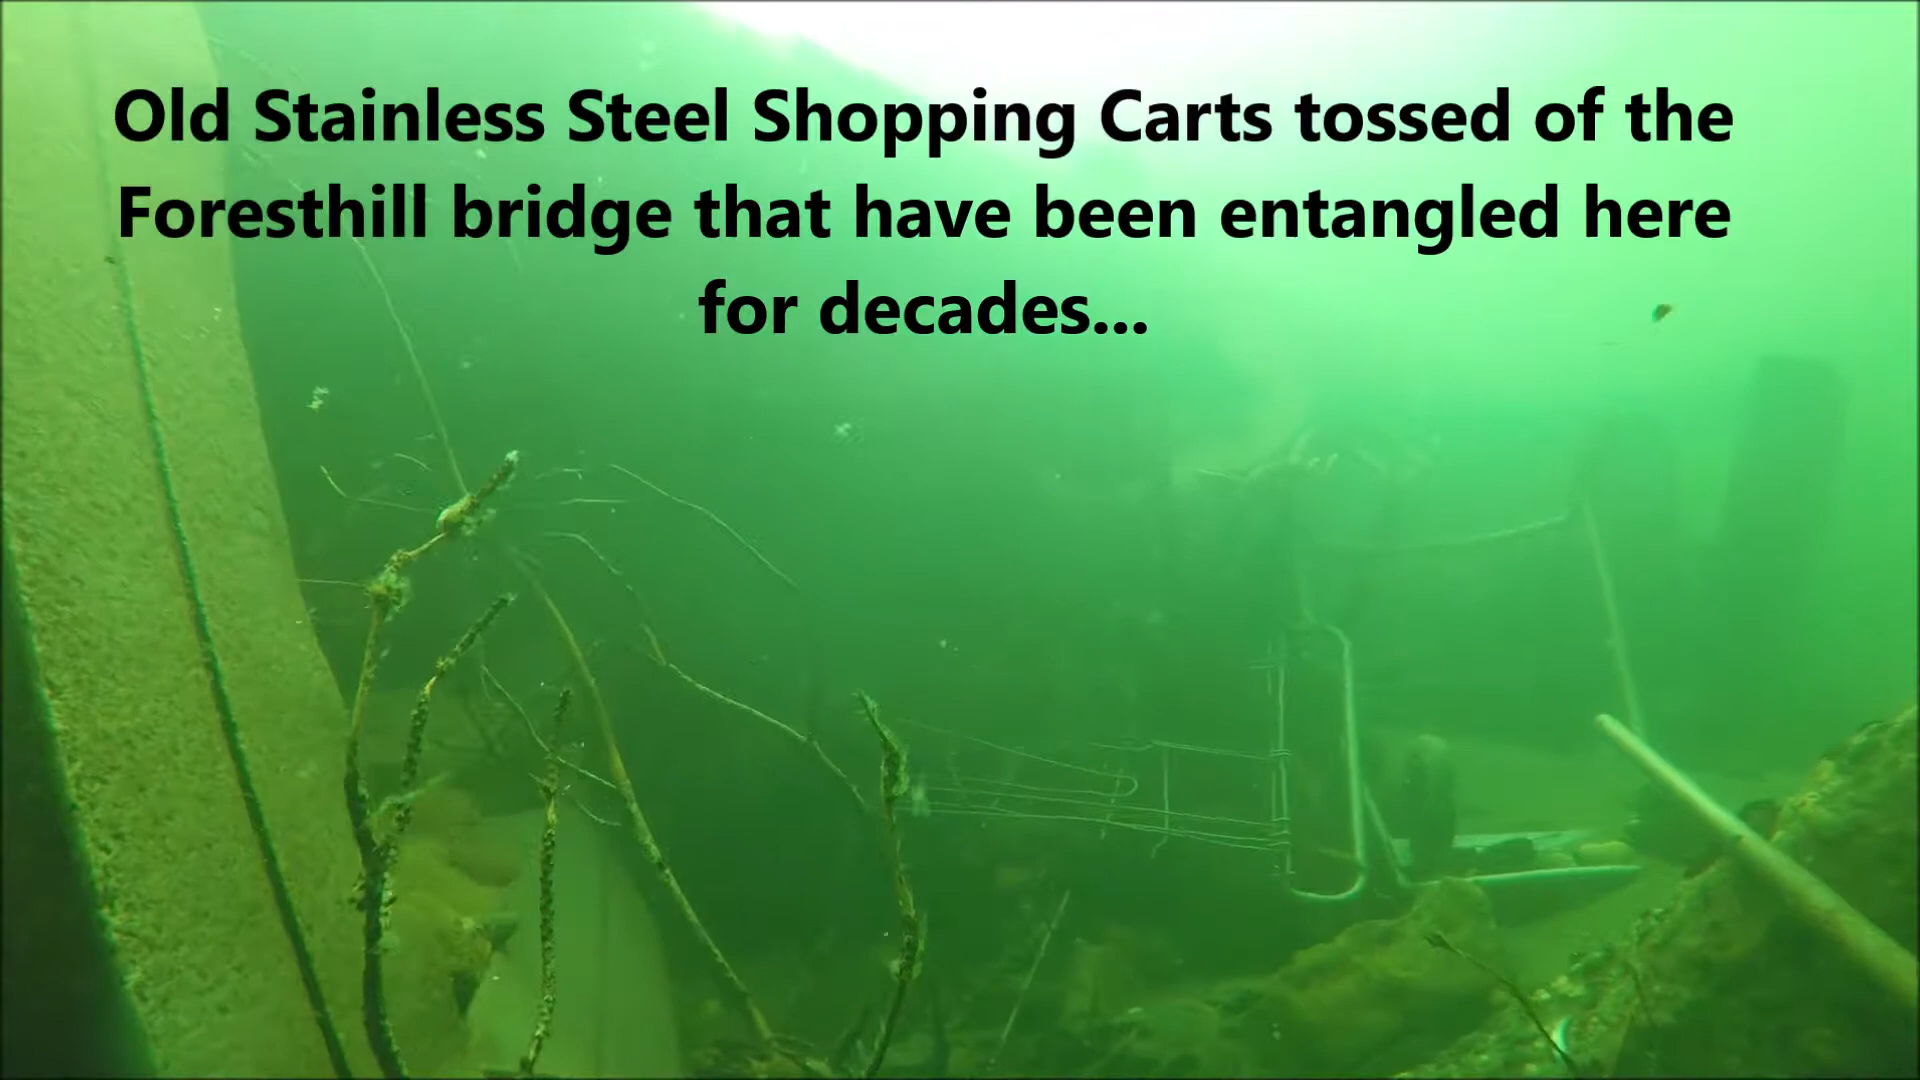 Old Stainless Steel Shopping Carts tossed of the
Foresthill bridge that have been entangled here
for decades...